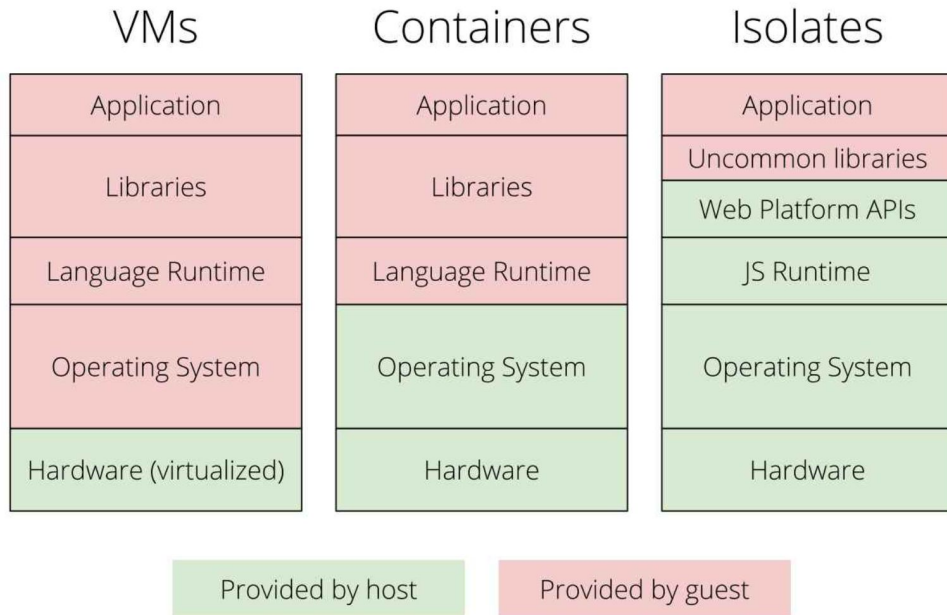 VMs
Application
Libraries
Language Runtime
Operating System
Hardware (virtualized)
Containers
Application
Libraries
Language Runtime
Operating System
Hardware
Isolates
Application
Uncommon libraries
Web Platform APIs
JS Runtime
Operating System
Hardware
Provided by host
Provided by guest